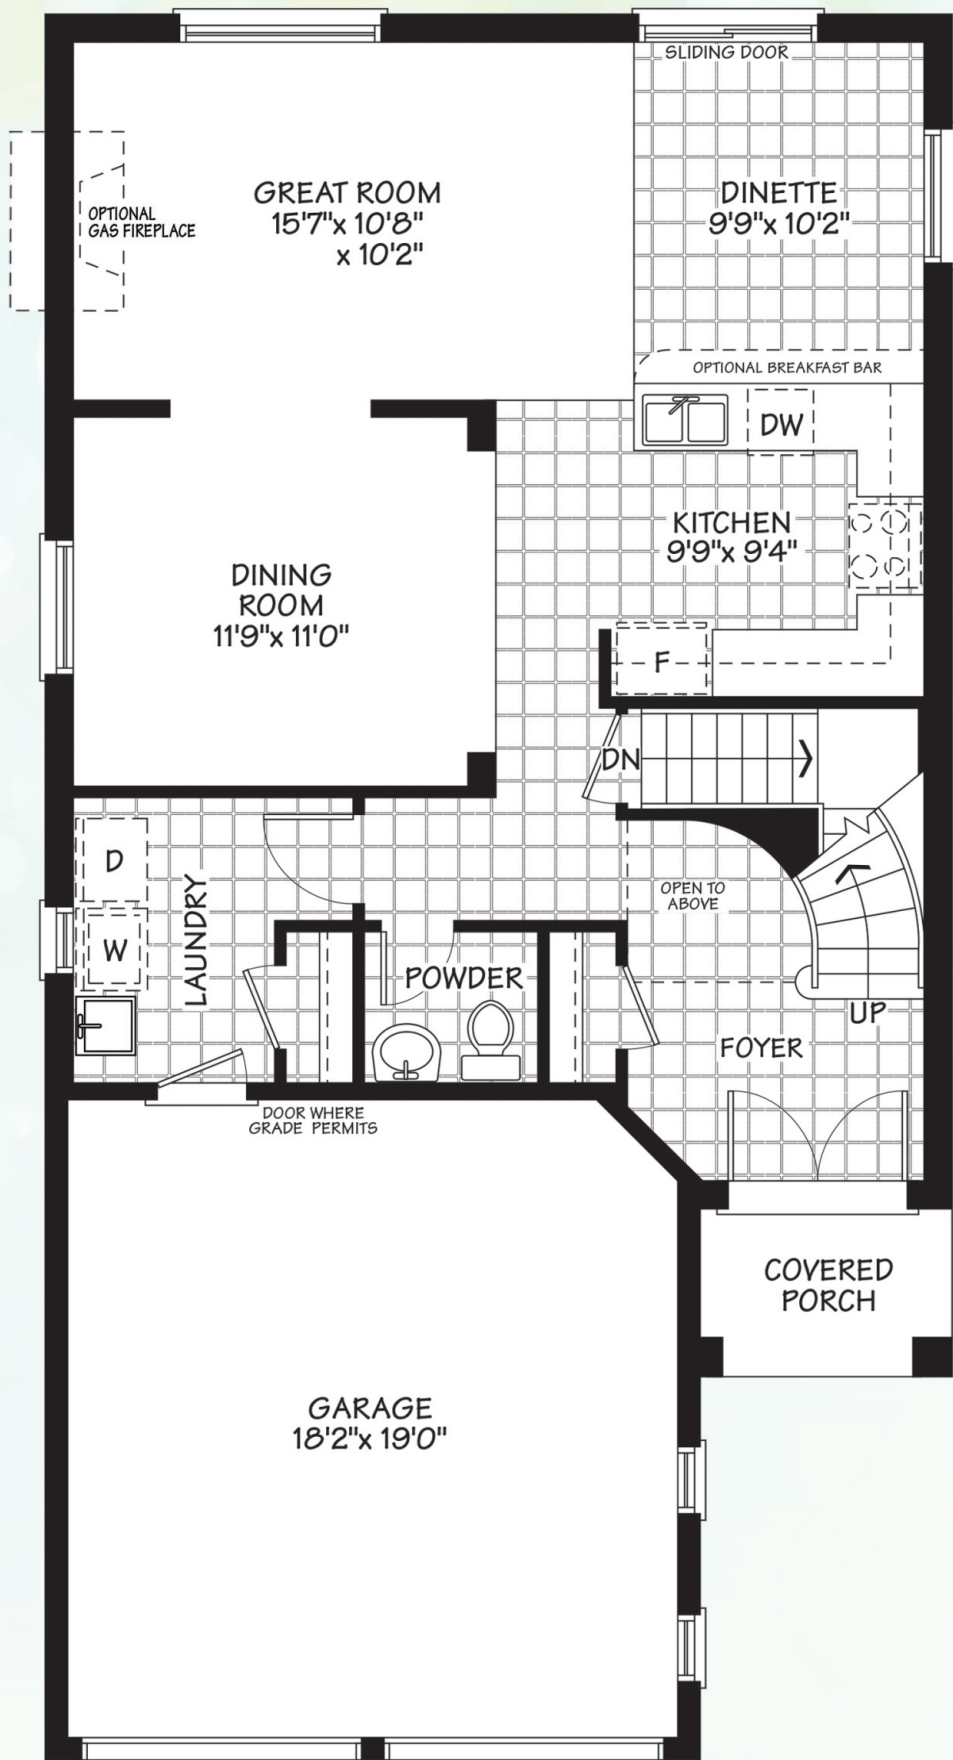 SLIDING DOOR
GREAT ROOM
15'7"x 10'8"
x 10'2"
DINETTE
9'9"x 10'2"
OPTIONAL
GAS FIREPLACE
OPTIONAL BREAKFAST BAR
DW
KITCHEN
9'9"x 9'4"
DINING
ROOM
11'9"x 11'0"
F
DN
D
W
LAUNDRY
OPEN TO
ABOVE
POWDER
UP
FOYER
DOOR WHERE
GRADE PERMITS
COVERED
PORCH
GARAGE
18'2"x 19'0"